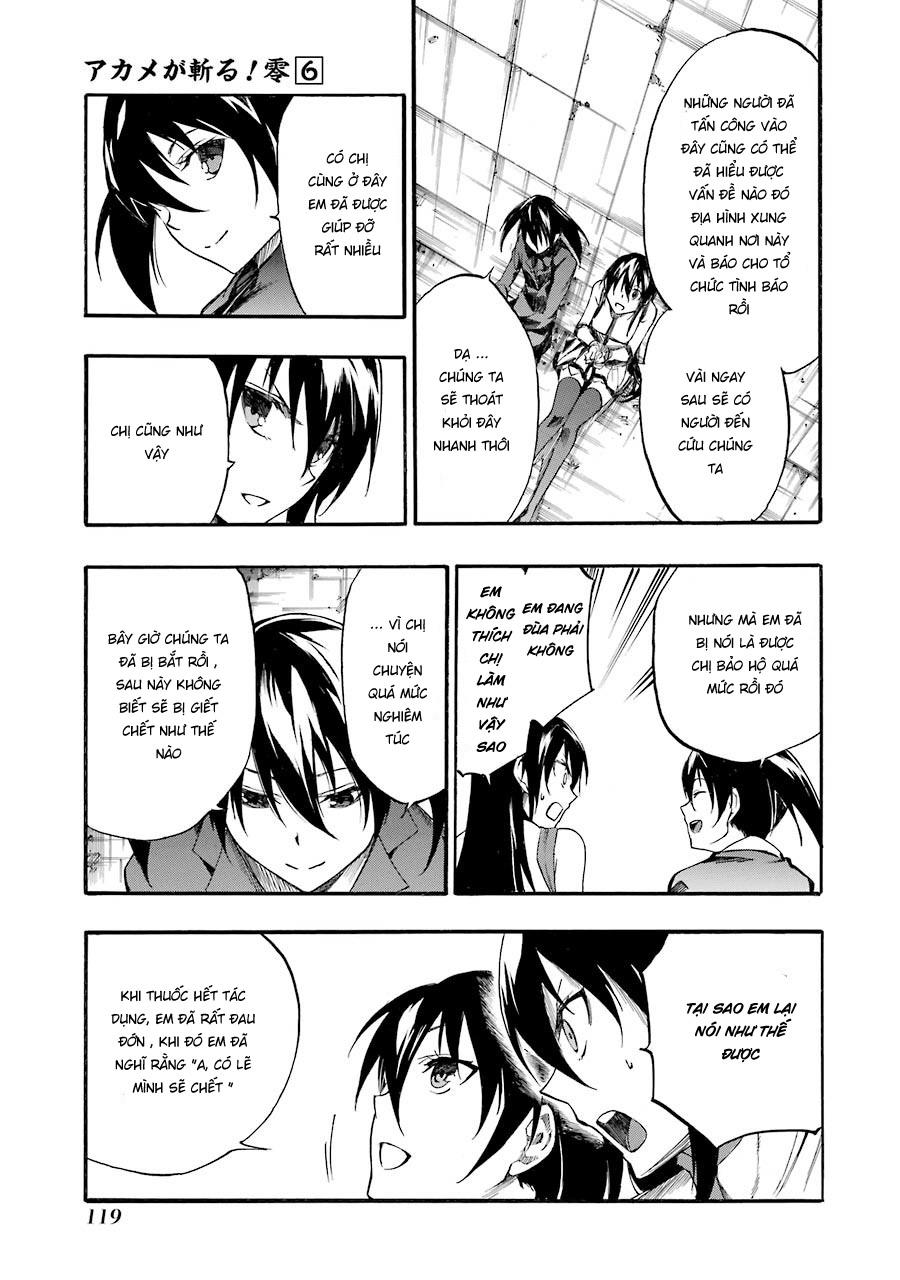 アカメが斬る！零6
NHỮNG NGƯỜI ĐÃ
TẤN CÔNG VÀO
ĐÂY CŨNG CÓ THỂ
ĐÃ HIỂU ĐƯỢC
VẤN ĐỀ NÀO ĐÓ
ĐỊA HÌNH XUNG
QUANH NƠI NÀY
VÀ BÁO CHO TỔ
CHỨC TÌNH BÁO
RỒI
VẢI NGAY
SAU SẼ CÓ
NGƯỜI ĐẾN
CỨU CHÚNG
TA
DẠ ...
CHÚNG TA
SẼ THOÁT
KHỎI ĐÂY
NHANH THÔI
CÓ CHỊ
CÙNG Ở ĐÂY
EM ĐÃ ĐƯỢC
GIÚP ĐỠ
RẤT NHIỀU
CHỊ CŨNG NHƯ
VẬY
NHƯNG MÀ EM ĐÃ
BỊ NÓI LÀ ĐƯỢC
CHỊ BẢO HỘ QUÁ
MỨC RỒI ĐÓ
EM ĐANG
ĐÙA PHẢI
KHÔNG
EM
KHÔNG
THÍCH
CHỊ
LÀM
NHƯ
VẬY
SAO
... VÌ CHỊ
NÓI
CHUYỆN
QUÁ MỨC
NGHIÊM
TÚC
BÂY GIỜ CHÚNG TA
ĐÃ BỊ BẮT RỒI ,
SAU NÀY KHÔNG
BIẾT SẼ BỊ GIẾT
CHẾT NHƯ THẾ
NÀO
TẠI SAO EM LẠI
NÓI NHƯ THẾ
ĐƯỢC
KHI THUỐC HẾT TÁC
DỤNG, EM ĐÃ RẤT ĐAU
ĐỚN , KHI ĐÓ EM ĐÃ
NGHĨ RẰNG "A, CÓ LẼ
MÌNH SẼ CHẾT "
119